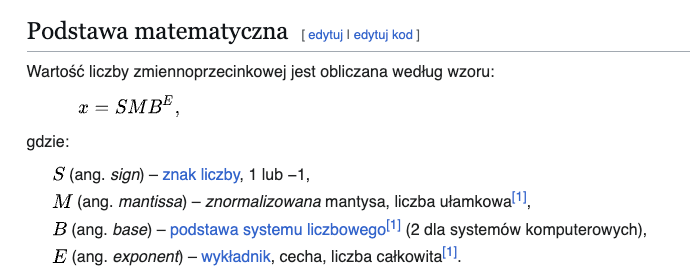 Podstawa matematyczna [ edytuj | edytuj kod ]
Wartość liczby zmiennoprzecinkowej jest obliczana według wzoru:
x = SMB^E,
gdzie:
S (ang. sign) – znak liczby, 1 lub −1,
M (ang. mantissa) – znormalizowana mantysa, liczba ułamkowa[1],
B (ang. base) – podstawa systemu liczbowego[1] (2 dla systemów komputerowych),
E (ang. exponent) – wykładnik, cecha, liczba całkowita[1].